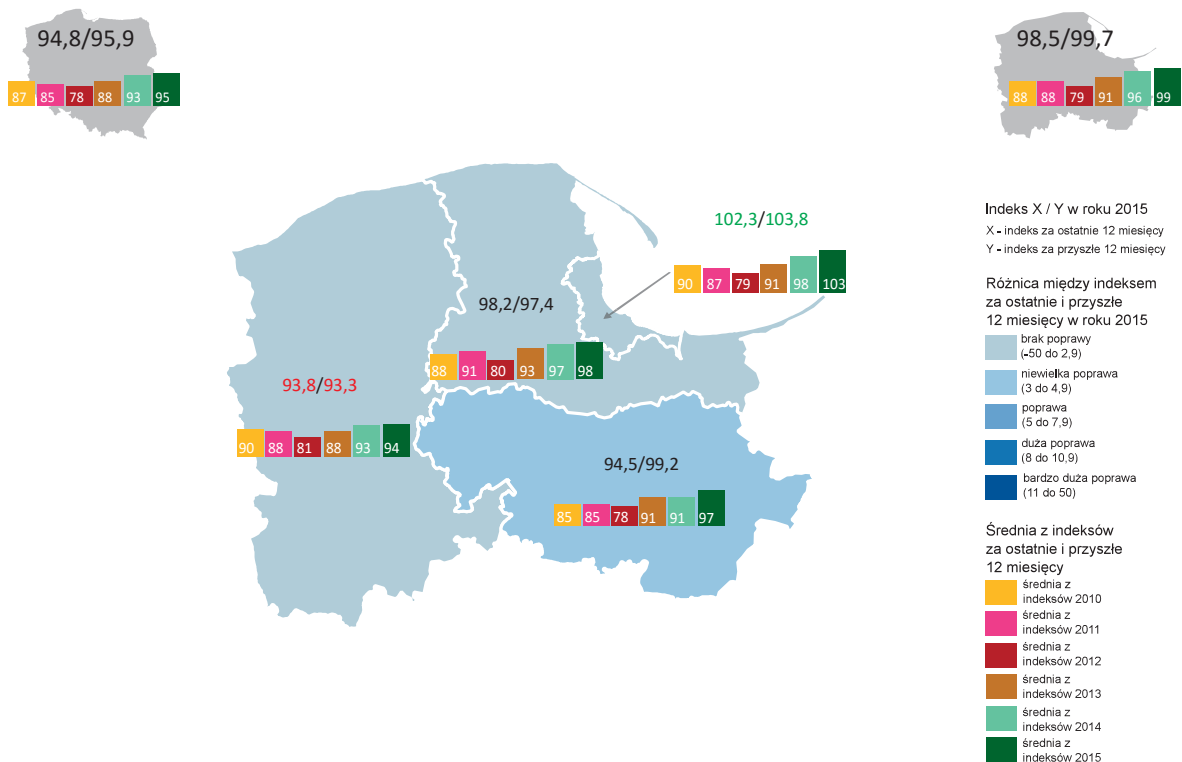 94,8/95,9
87 85 78 88 93 95
98,5/99,7
88 88 79 91 96 99
102,3/103,8
90 87 79 91 98 103
98,2/97,4
88 91 80 93 97 98
93,8/93,3
90 88 81 88 93 94
94,5/99,2
85 85 78 91 91 97
Indeks X / Y w roku 2015
X - indeks za ostatnie 12 miesięcy
Y - indeks za przyszłe 12 miesięcy
Różnica między indeksem
za ostatnie i przyszłe
12 miesięcy w roku 2015
brak poprawy
(-50 do 2,9)
niewielka poprawa
(3 do 4,9)
poprawa
(5 do 7,9)
duża poprawa
(8 do 10,9)
bardzo duża poprawa
(11 do 50)
Średnia z indeksów
za ostatnie i przyszłe
12 miesięcy
średnia z
indeksów 2010
średnia z
indeksów 2011
średnia z
indeksów 2012
średnia z
indeksów 2013
średnia z
indeksów 2014
średnia z
indeksów 2015